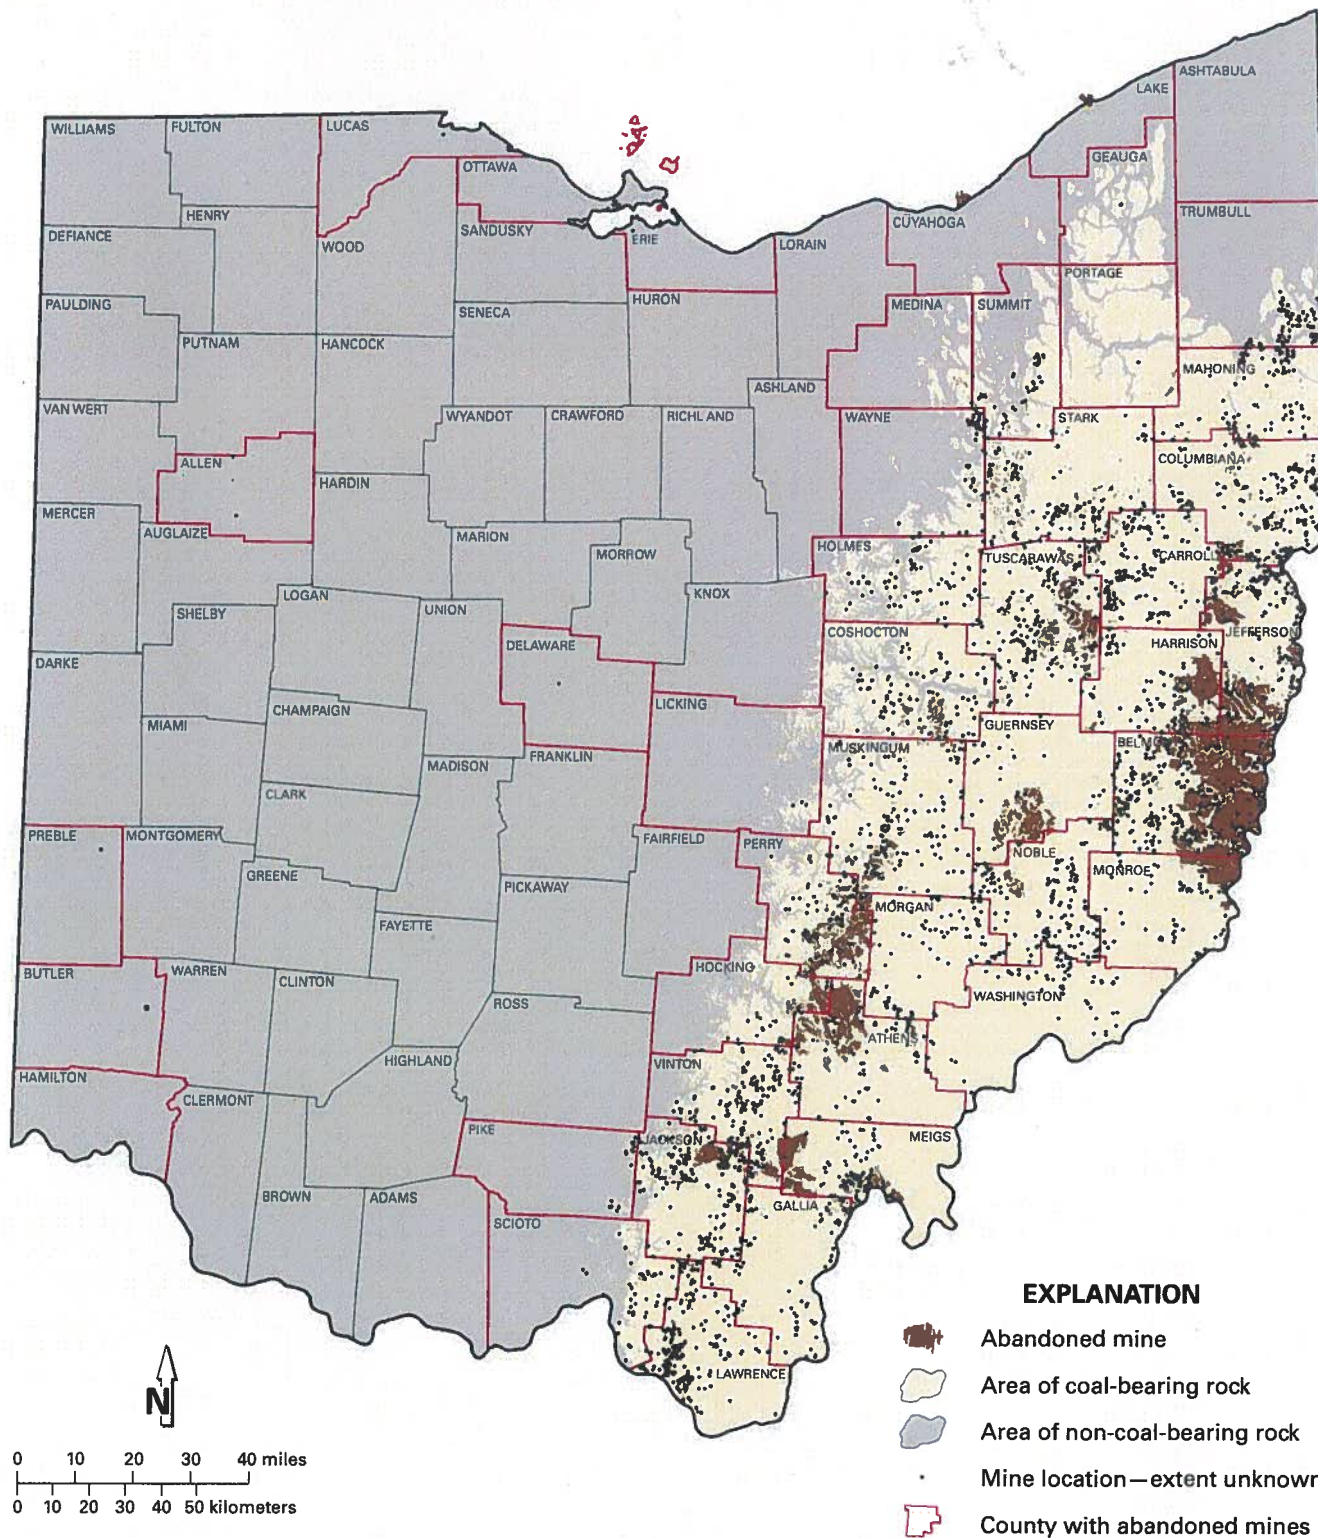 ASHTABULA
LAKE
WILLIAMS
FULTON
LUCAS
GEAUGA
OTTAWA
HENRY
TRUMBULL
CUYAHOGA
DEFIANCE
SANDUSKY
ERIE
WOOD
LORAIN
PORTAGE
PAULDING
HURON
MEDINA
SUMMIT
SENECA
PUTNAM
HANCOCK
MAHONING
ASHLAND
VAN WERT
WYANDOT
CRAWFORD
RICHLAND
WAYNE
STARK
ALLEN
COLUMBIANA
HARDIN
MERCER
AUGLAIZE
MARION
HOLMES
MORROW
TUSCARAWAS
CARROLL
LOGAN
KNOX
SHELBY
UNION
COSHOCTON
JEFFERSON
DELAWARE
HARRISON
DARKE
LICKING
CHAMPAIGN
MIAMI
GUERNSEY
BELMO
MUSKINGUM
FRANKLIN
MADISON
CLARK
PREBLE
MONTGOMERY
FAIRFIELD
PERRY
NOBLE
MONROE
GREENE
PICKAWAY
MORGAN
FAYETTE
HOCKING
BUTLER
WARREN
CLINTON
WASHINGTON
ROSS
ATHENS
HIGHLAND
VINTON
HAMILTON
CLERMONT
PIKE
JACKSON
MEIGS
BROWN
ADAMS
GALLIA
SCIOTO
LAWRENCE
EXPLANATION
Abandoned mine
Area of coal-bearing rock
Area of non-coal-bearing rock
Mine location—extent unknown
County with abandoned mines
N
0 10 20 30 40 miles
0 10 20 30 40 50 kilometers